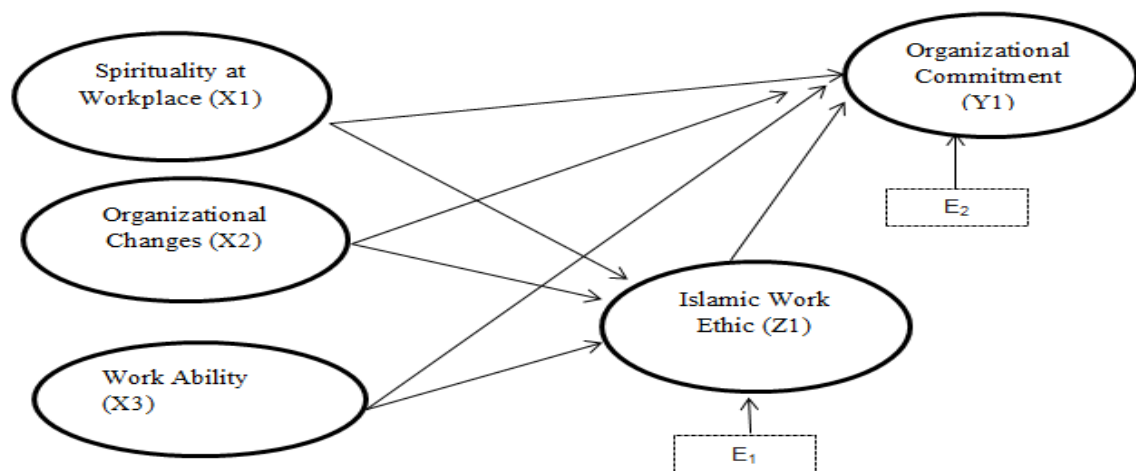 Spirituality at
Workplace (X1)
Organizational
Commitment
(Y1)
E₂
Organizational
Changes (X2)
Islamic Work
Ethic (Z1)
Work Ability
(X3)
E₁